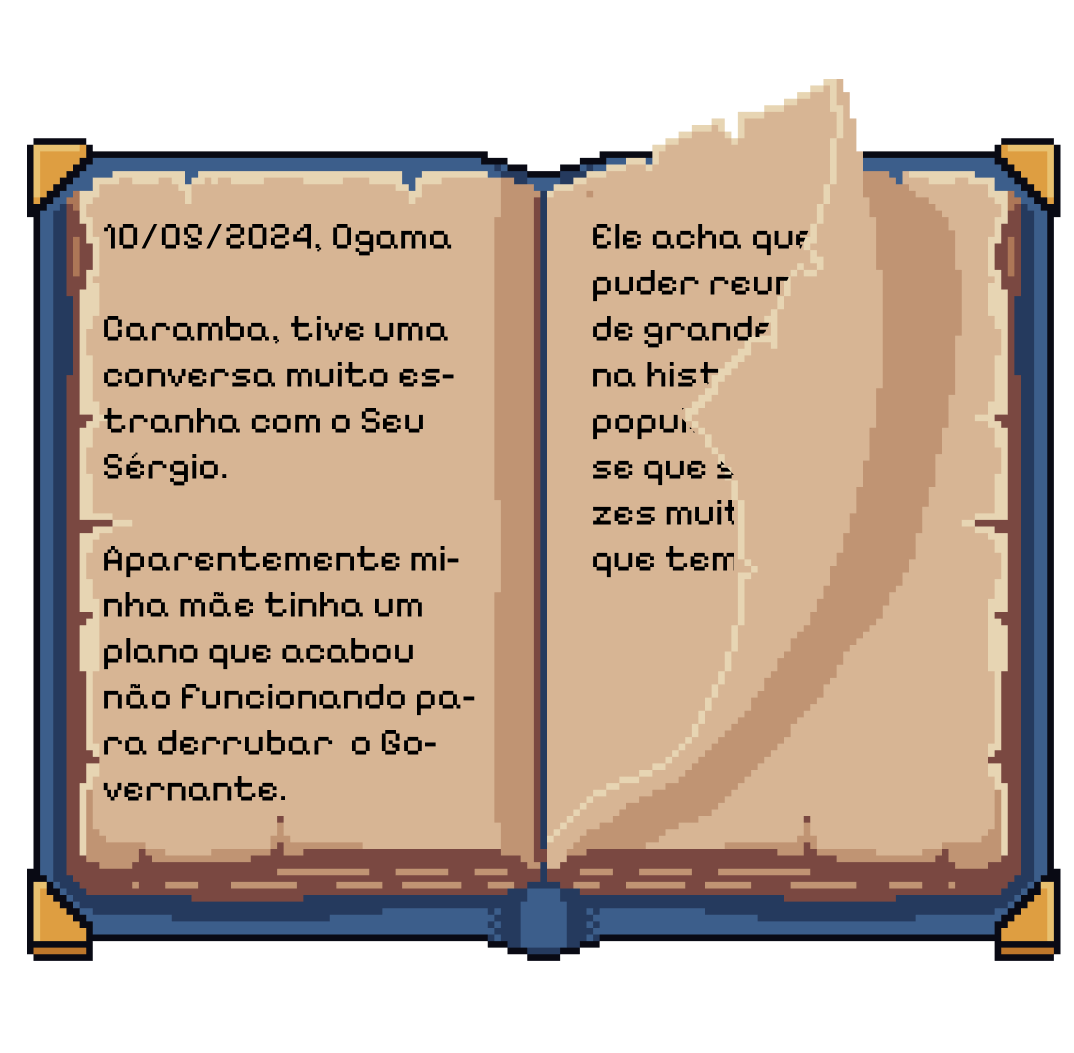 10/08/2024, Ogama
Caramba, tive uma
conversa muito es-
tranha com o Seu
Sérgio.
Aparentemente mi-
nha mãe tinha um
plano que acabou
não funcionando pa-
ra derrubar o Go-
vernante.
Ele acha que
puder reun
de grande
na hist
popul
se que s
zes muit
que tem